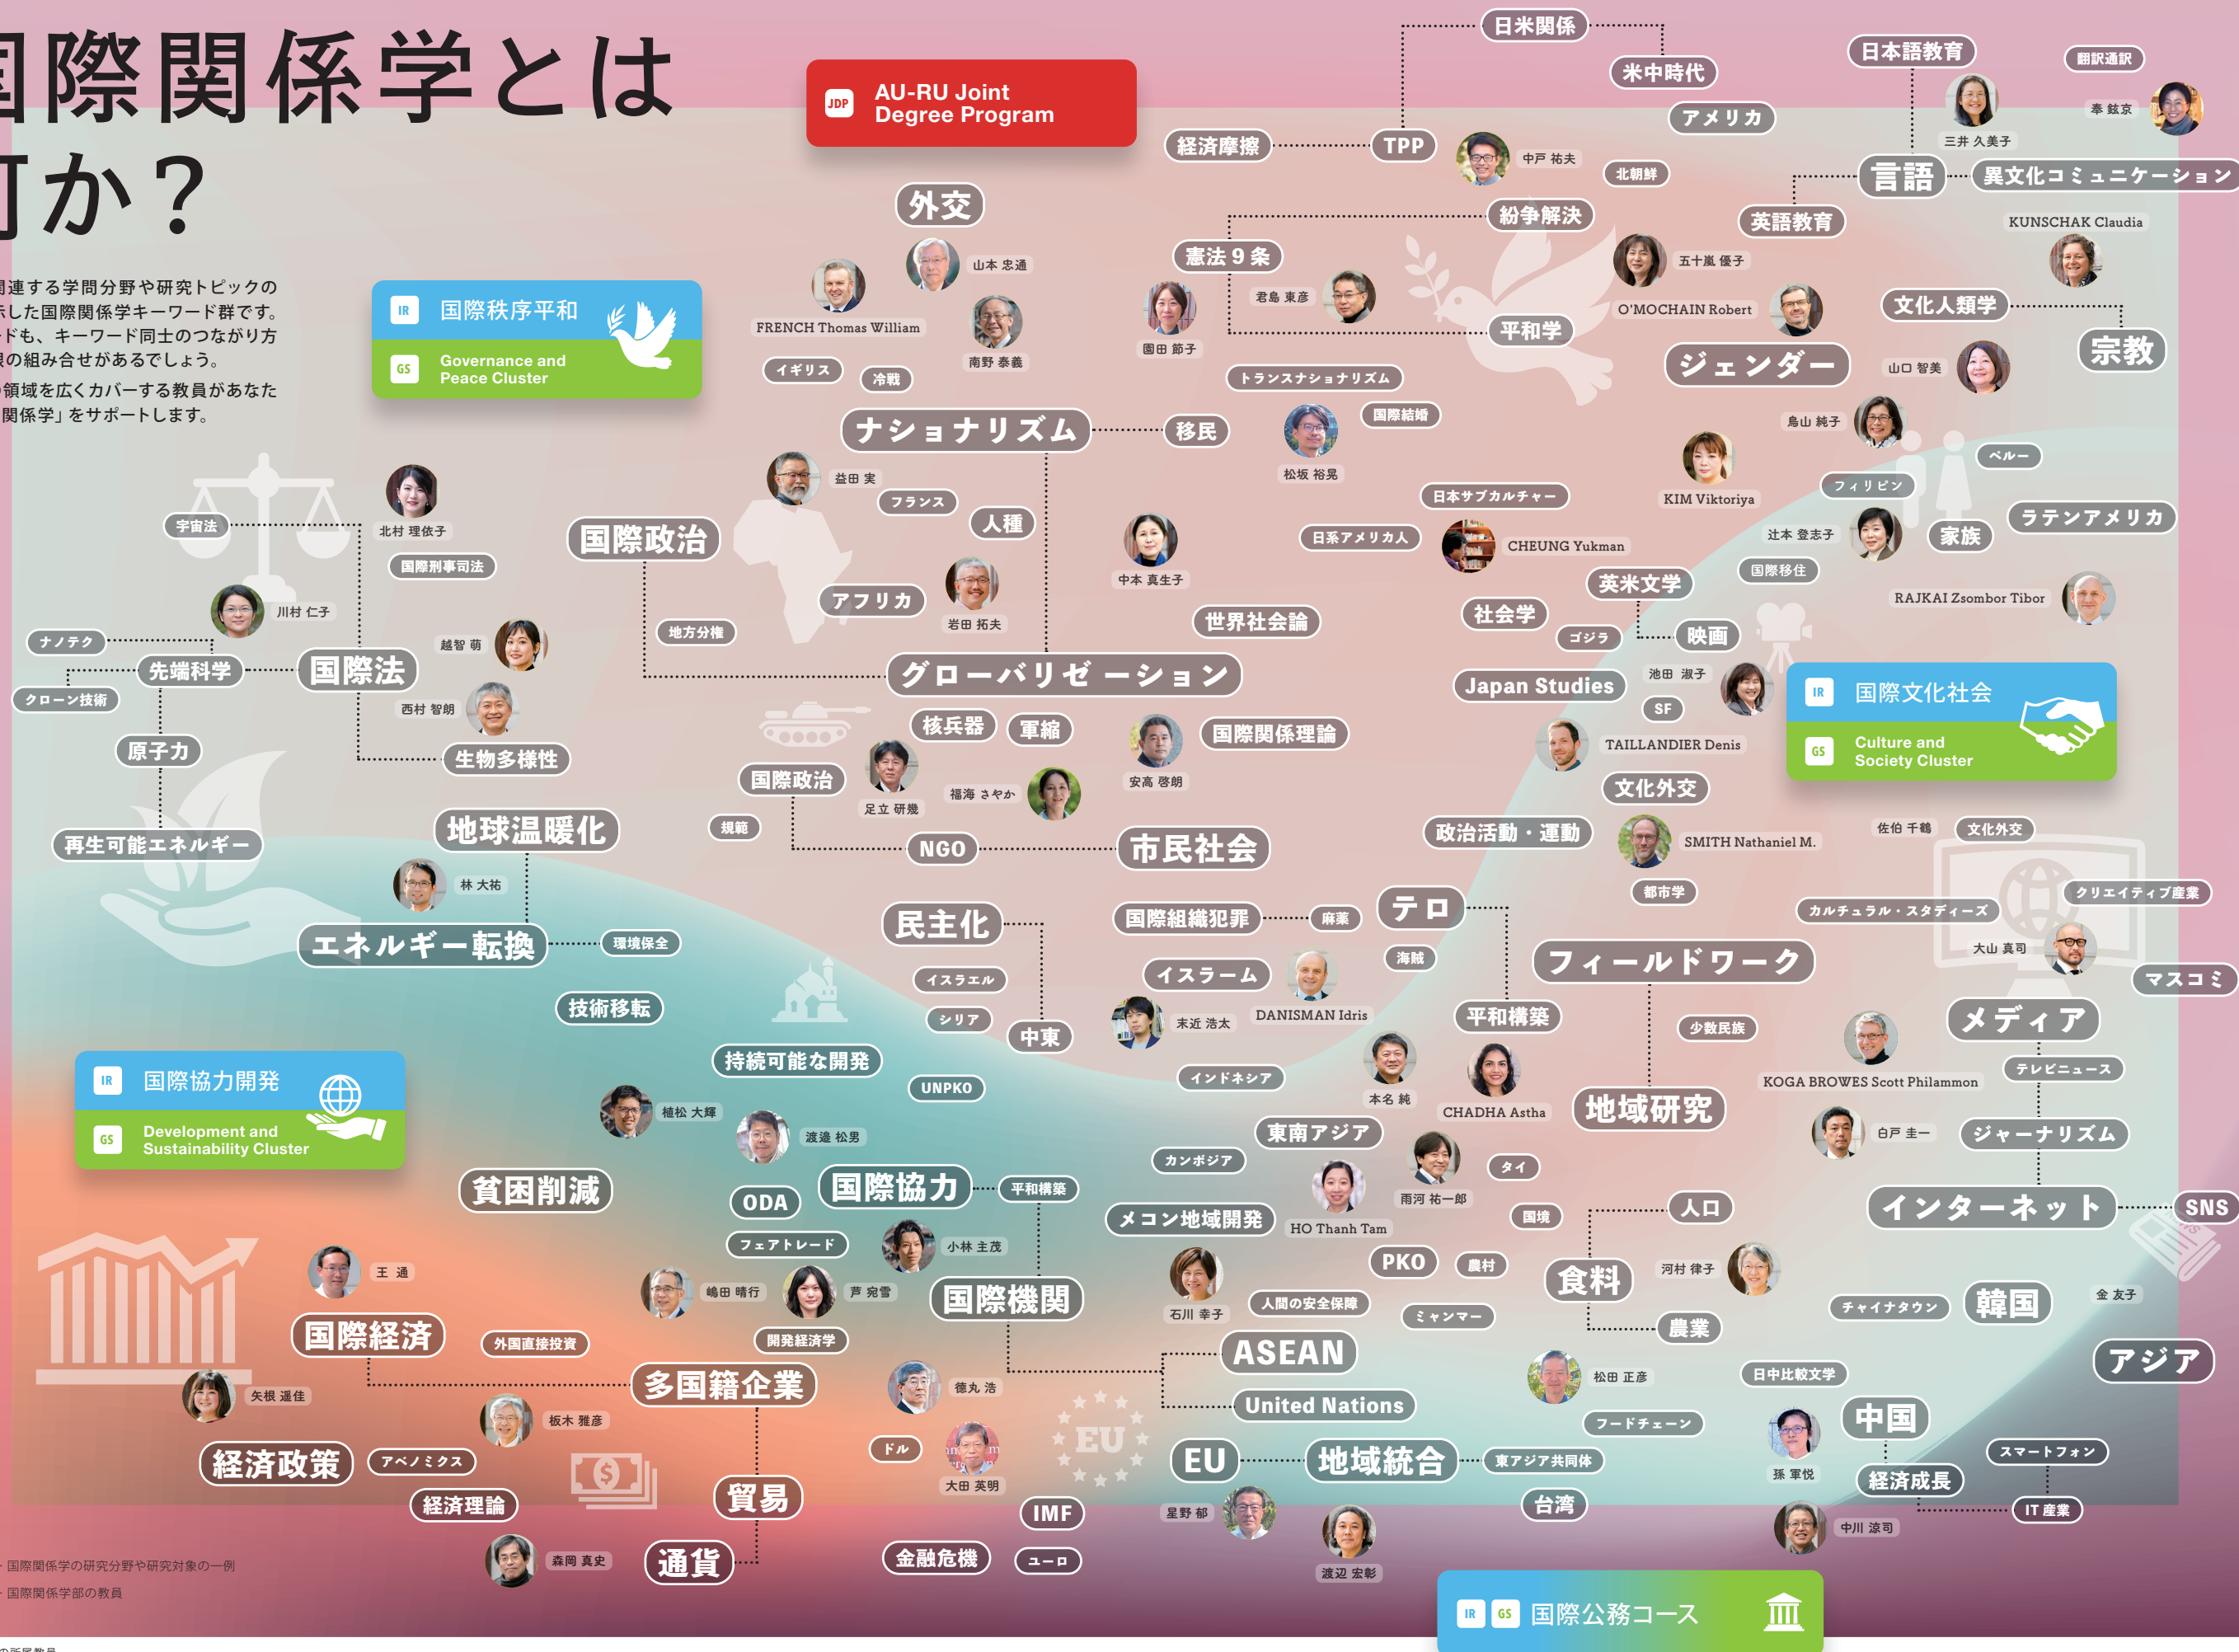 国際関係学とは
何か？
関連する学問分野や研究トピックの
示した国際関係学キーワード群です。
ードも、キーワード同士のつながり方
限の組み合せがあるでしょう。
の領域を広くカバーする教員があなた
関係学」をサポートします。
JDP
AU-RU Joint
Degree Program
日米関係
米中時代
アメリカ
経済摩擦
TPP
中戸 祐夫
北朝鮮
日本語教育
翻訳通訳
三井 久美子
奉 鉉京
言語
異文化コミュニケーション
英語教育
KUNSCHAK Claudia
外交
山本 忠通
FRENCH Thomas William
南野 泰義
イギリス
冷戦
紛争解決
憲法 9 条
君島 東彦
園田 節子
平和学
五十嵐 優子
O'MOCHAIN Robert
文化人類学
宗教
ジェンダー
山口 智美
鳥山 純子
IR 国際秩序平和
GS Governance and
Peace Cluster
トランスナショナリズム
国際結婚
ナショナリズム
移民
松坂 裕晃
益田 実
フランス
人種
国際政治
KIM Viktoriya
ペルー
フィリピン
ラテンアメリカ
辻本 登志子
家族
国際移住
RAJKAI Zsombor Tibor
日本サブカルチャー
日系アメリカ人
CHEUNG Yukman
中本 真生子
英米文学
社会学
ゴジラ
映画
世界社会論
アフリカ
岩田 拓夫
地方分権
グローバリゼーション
宇宙法
北村 理依子
国際刑事司法
川村 仁子
ナノテク
先端科学
国際法
越智 萌
クローン技術
西村 智朗
原子力
生物多様性
再生可能エネルギー
地球温暖化
林 大祐
エネルギー転換
環境保全
技術移転
核兵器
軍縮
国際関係理論
安高 啓朗
国際政治
足立 研幾
福海 さやか
規範
NGO
市民社会
Japan Studies
池田 淑子
SF
TAILLANDIER Denis
IR 国際文化社会
GS Culture and
Society Cluster
文化外交
政治活動・運動
SMITH Nathaniel M.
佐伯 千鶴
文化外交
都市学
クリエイティブ産業
カルチュラル・スタディーズ
大山 真司
マスコミ
民主化
国際組織犯罪
麻薬
テロ
海賊
フィールドワーク
イスラエル
イスラーム
シリア
中東
末近 浩太
DANISMAN Idris
平和構築
少数民族
メディア
テレビニュース
KOGA BROWES Scott Philammon
白戸 圭一
ジャーナリズム
インターネット
SNS
IR 国際協力開発
GS Development and
Sustainability Cluster
持続可能な開発
UNPKO
植松 大輝
渡邉 松男
インドネシア
本名 純
CHADHA Astha
地域研究
東南アジア
カンボジア
タイ
雨河 祐一郎
HO Thanh Tam
メコン地域開発
国境
貧困削減
ODA
国際協力
平和構築
フェアトレード
小林 主茂
嶋田 晴行
芦 宛雪
国際機関
開発経済学
石川 幸子
PKO
農村
人間の安全保障
ミャンマー
人口
食料
河村 律子
農業
チャイナタウン
韓国
金 友子
アジア
王 通
国際経済
外国直接投資
矢根 遥佳
多国籍企業
板木 雅彦
経済政策
アベノミクス
経済理論
森岡 真史
貿易
通貨
徳丸 浩
ドル
大田 英明
EU
IMF
金融危機
ユーロ
ASEAN
United Nations
EU
地域統合
東アジア共同体
星野 郁
渡辺 宏彰
台湾
松田 正彦
フードチェーン
日中比較文学
孫 軍悦
中国
経済成長
スマートフォン
IT 産業
中川 涼司
国際関係学の研究分野や研究対象の一例
国際関係学部の教員
IR GS 国際公務コース